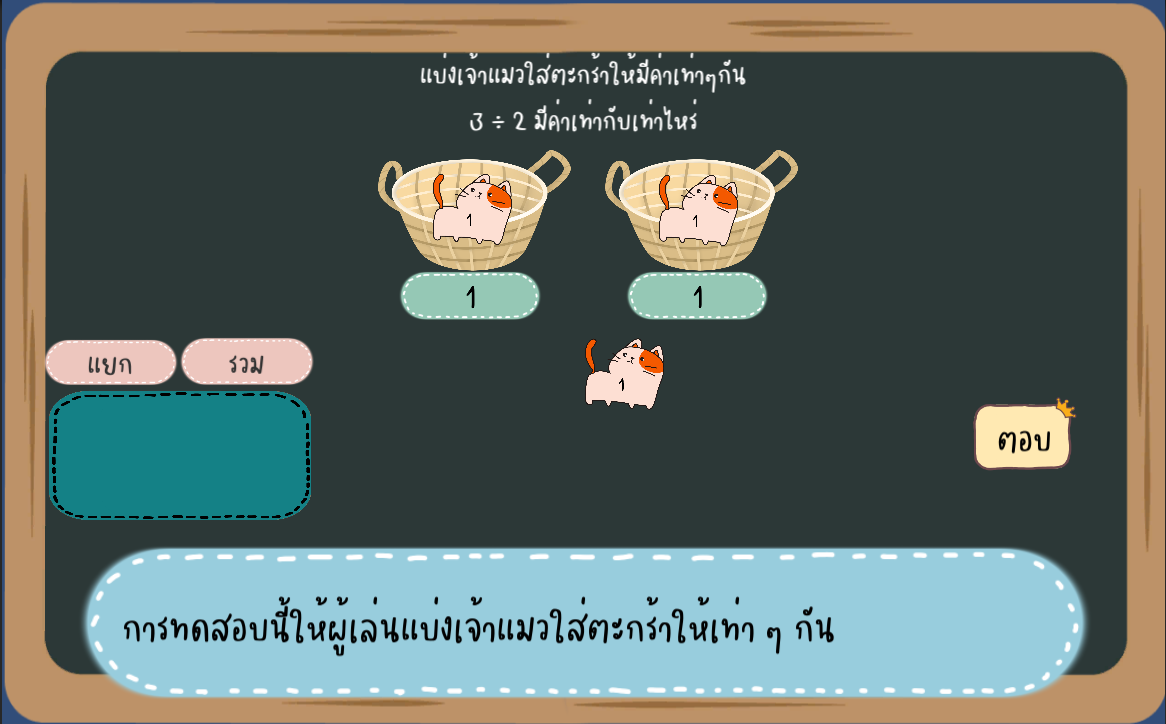 แบ่งเจ้าแมวใส่ตะกร้าให้มีค่าเท่าๆกัน
3 ÷ 2 มีค่าเท่ากับเท่าไหร่
1 1
1 1
แยก รวม
1
ตอบ
การทดสอบนี้ให้ผู้เล่นแบ่งเจ้าแมวใส่ตะกร้าให้เท่า ๆ กัน